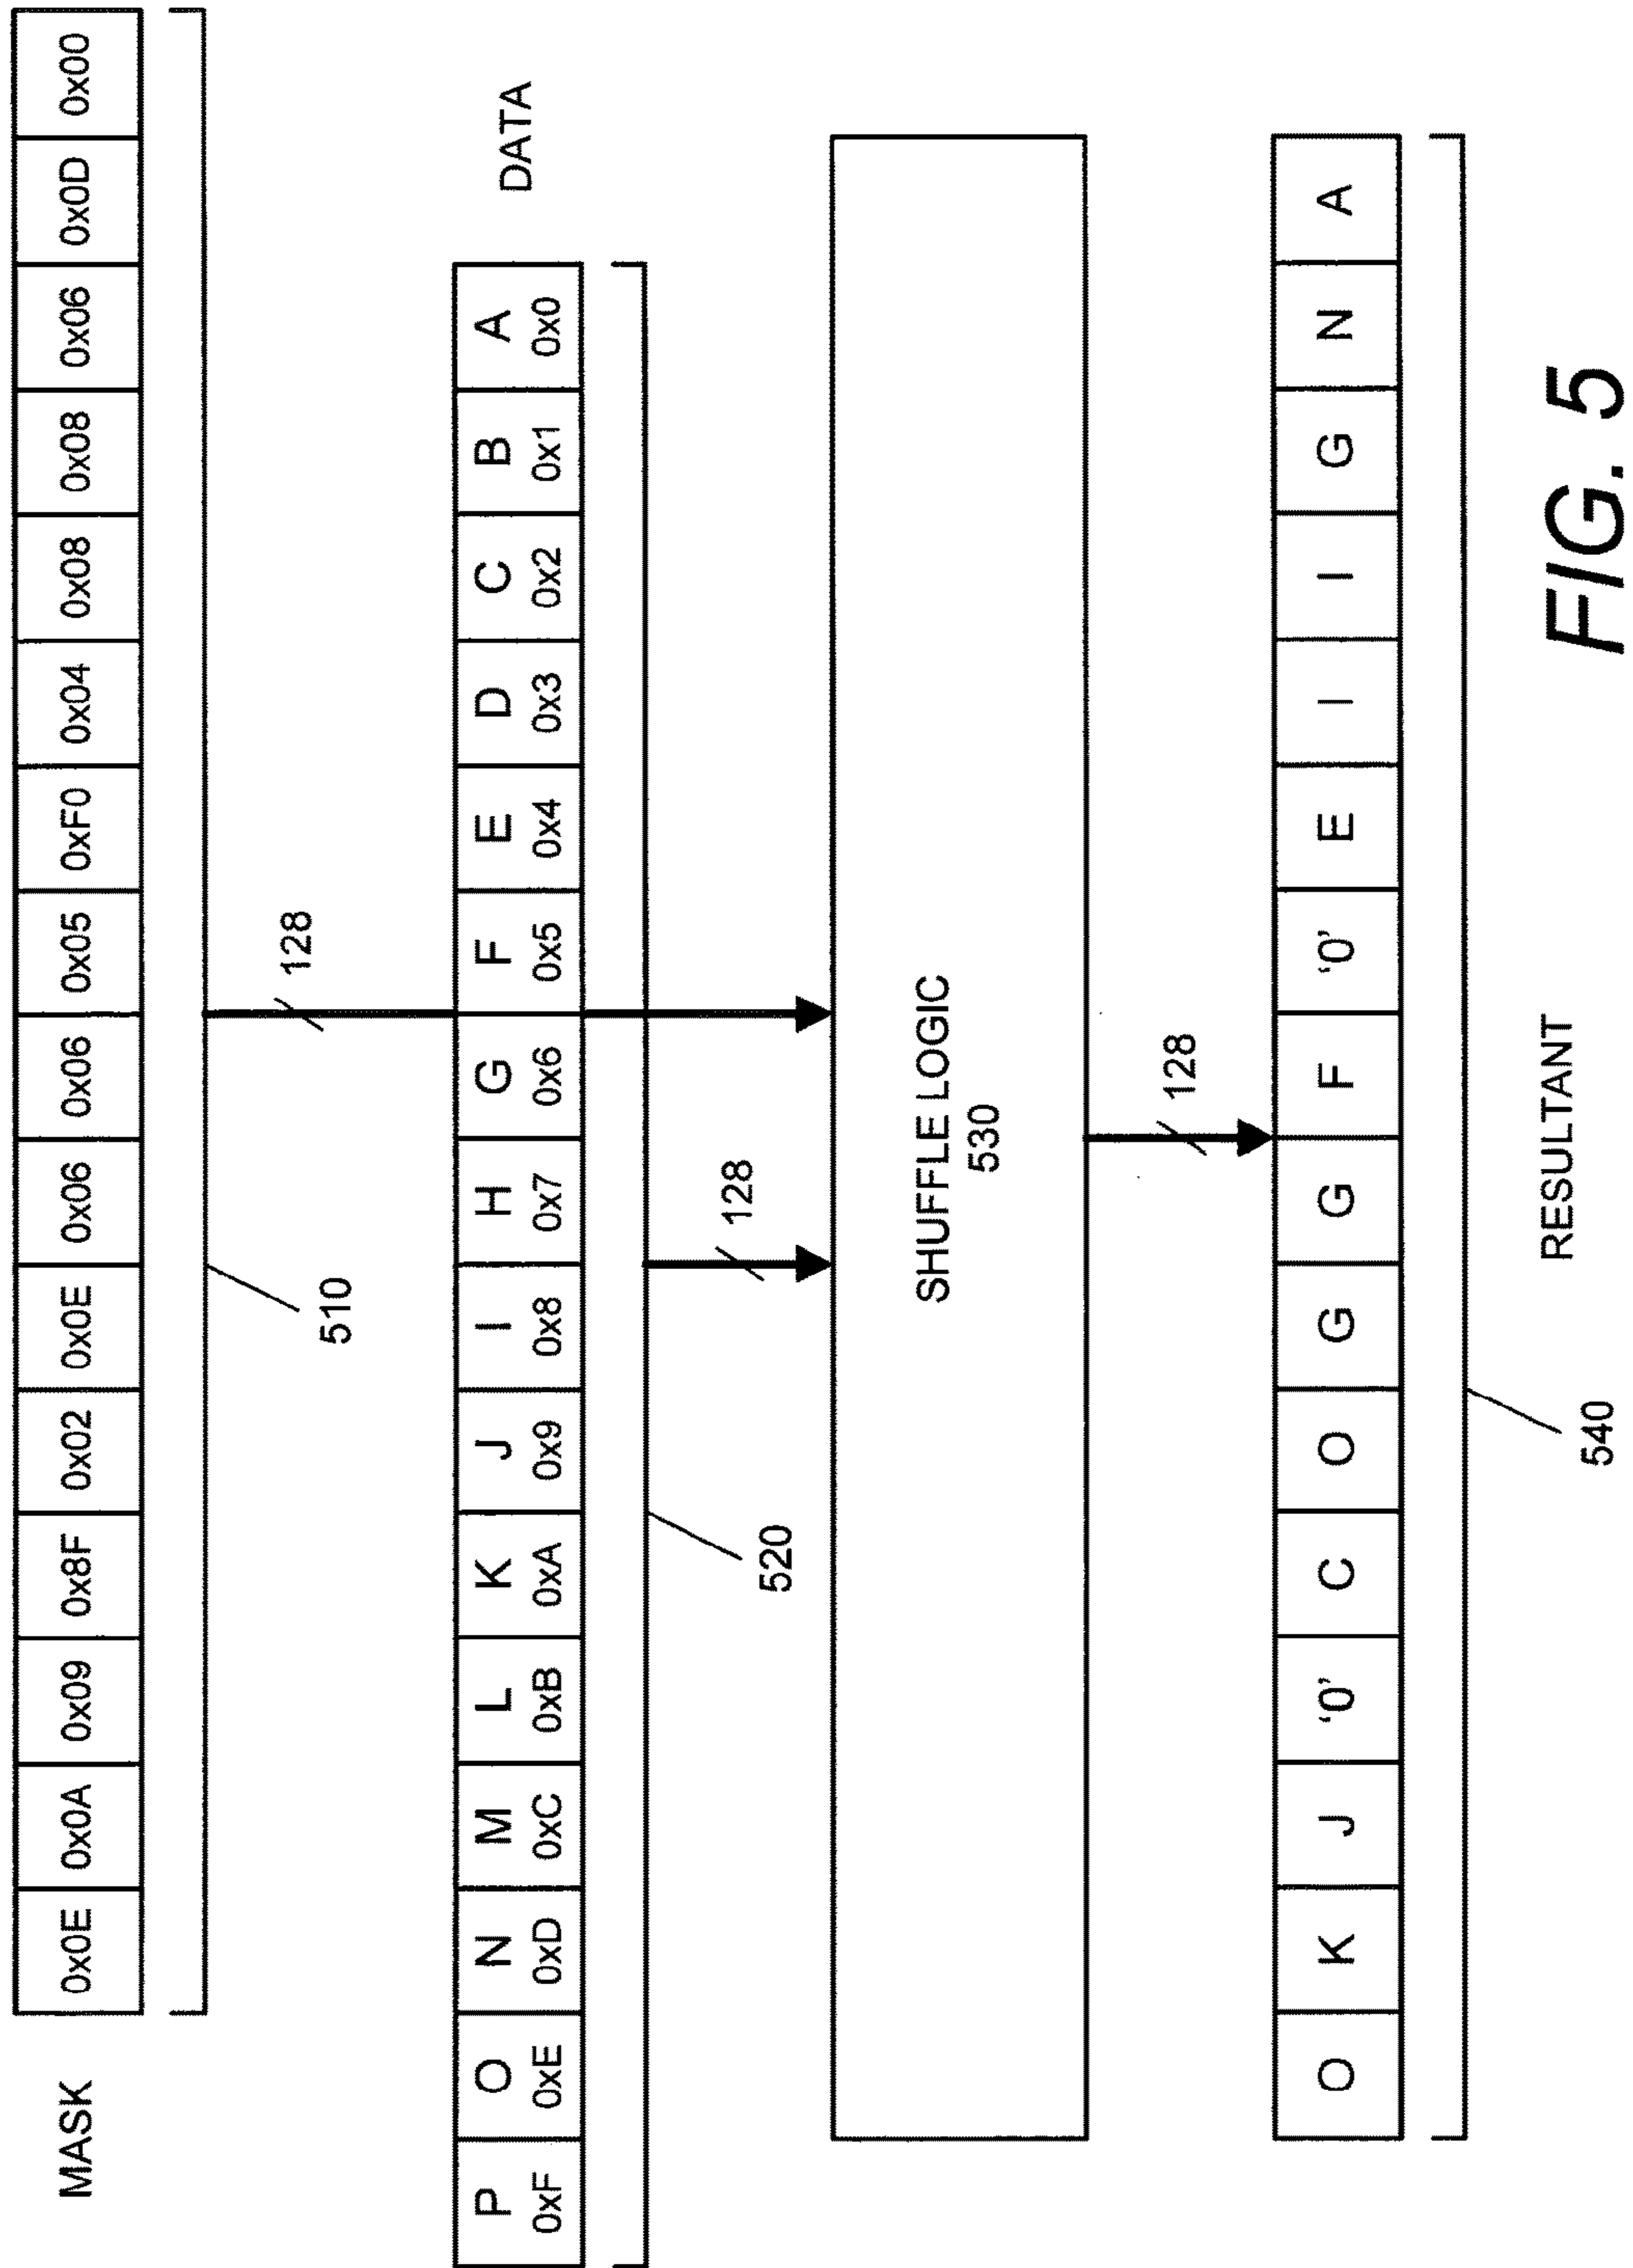 MASK 0x0E 0x0A 0x09 0x8F 0x02 0x0E 0x06 0x06 0x05 0xF0 0x04 0x08 0x08 0x06 0x0D 0x00
128
510
P O N M L K J I H G F E D C B A DATA
0xF 0xE 0xD 0xC 0xB 0xA 0x9 0x8 0x7 0x6 0x5 0x4 0x3 0x2 0x1 0x0
128
520
SHUFFLE LOGIC
530
128
O K J '0' C O G G F '0' E I I G N A
RESULTANT
540
FIG. 5